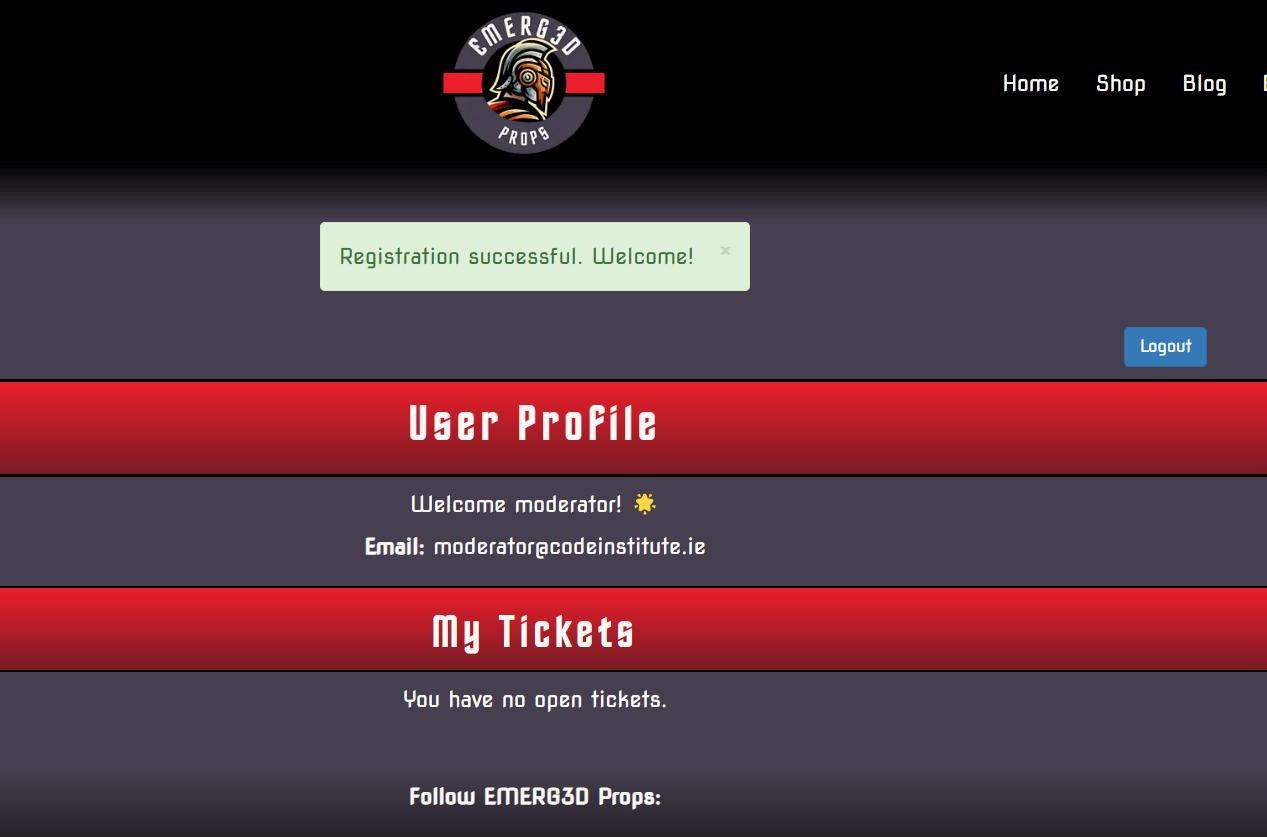 EMERG3D
PROPS
Home Shop Blog
Registration successful. Welcome! ×
Logout
User Profile
Welcome moderator! 🌟
Email: moderator@codeinstitute.ie
My Tickets
You have no open tickets.
Follow EMERG3D Props: